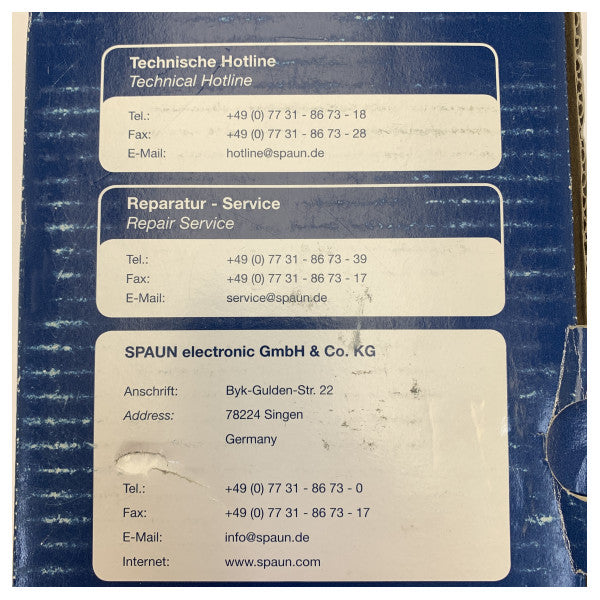 Technische Hotline
Technical Hotline
Tel.: +49 (0) 77 31 - 86 73 - 18
Fax: +49 (0) 77 31 - 86 73 - 28
E-Mail: hotline@spaun.de
Reparatur - Service
Repair Service
Tel.: +49 (0) 77 31 - 86 73 - 39
Fax: +49 (0) 77 31 - 86 73 - 17
E-Mail: service@spaun.de
SPAUN electronic GmbH & Co. KG
Anschrift: Byk-Gulden-Str. 22
Address: 78224 Singen
Germany
Tel.: +49 (0) 77 31 - 86 73 - 0
Fax: +49 (0) 77 31 - 86 73 - 17
E-Mail: info@spaun.de
Internet: www.spaun.com